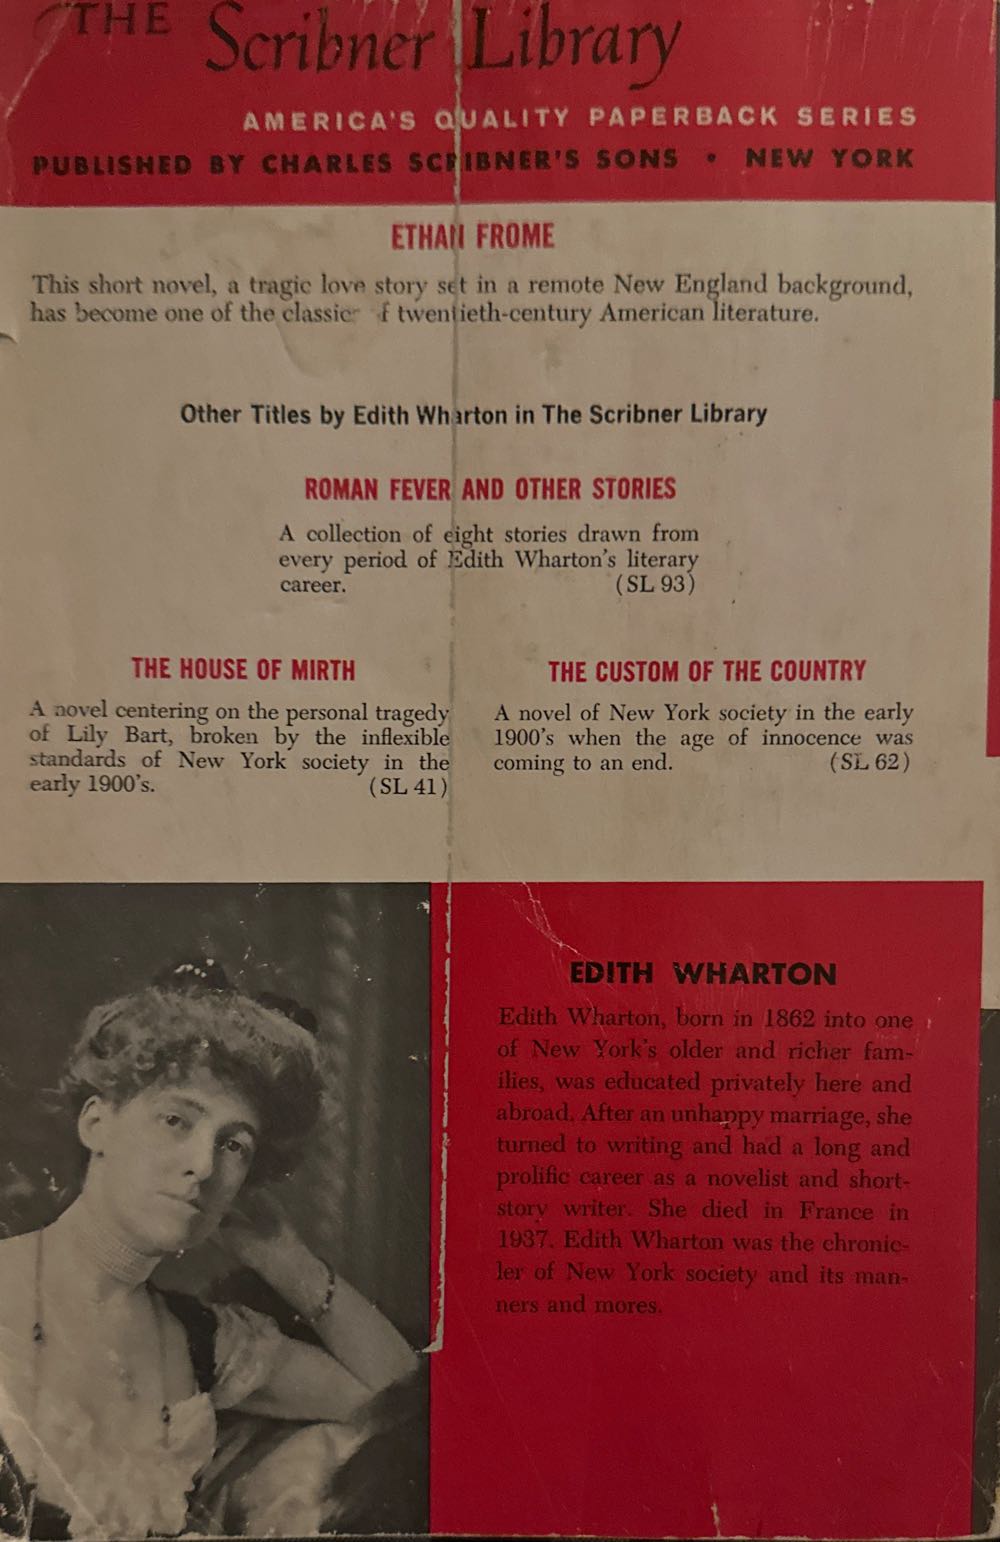 THE Scribner Library
AMERICA'S QUALITY PAPERBACK SERIES
PUBLISHED BY CHARLES SCRIBNER'S SONS • NEW YORK
ETHAN FROME
This short novel, a tragic love story set in a remote New England background,
has become one of the classic f twentieth-century American literature.
Other Titles by Edith Wharton in The Scribner Library
ROMAN FEVER AND OTHER STORIES
A collection of eight stories drawn from
every period of Edith Wharton's literary
career. (SL 93)
THE HOUSE OF MIRTH
A novel centering on the personal tragedy
of Lily Bart, broken by the inflexible
standards of New York society in the
early 1900's. (SL 41)
THE CUSTOM OF THE COUNTRY
A novel of New York society in the early
1900's when the age of innocence was
coming to an end. (SL 62)
EDITH WHARTON
Edith Wharton, born in 1862 into one
of New York's older and richer fam-
ilies, was educated privately here and
abroad. After an unhappy marriage, she
turned to writing and had a long and
prolific career as a novelist and short-
story writer. She died in France in
1937. Edith Wharton was the chronic-
ler of New York society and its man-
ners and mores.